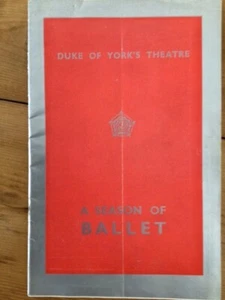 DUKE OF YORK'S THEATRE
A SEASON OF
BALLET